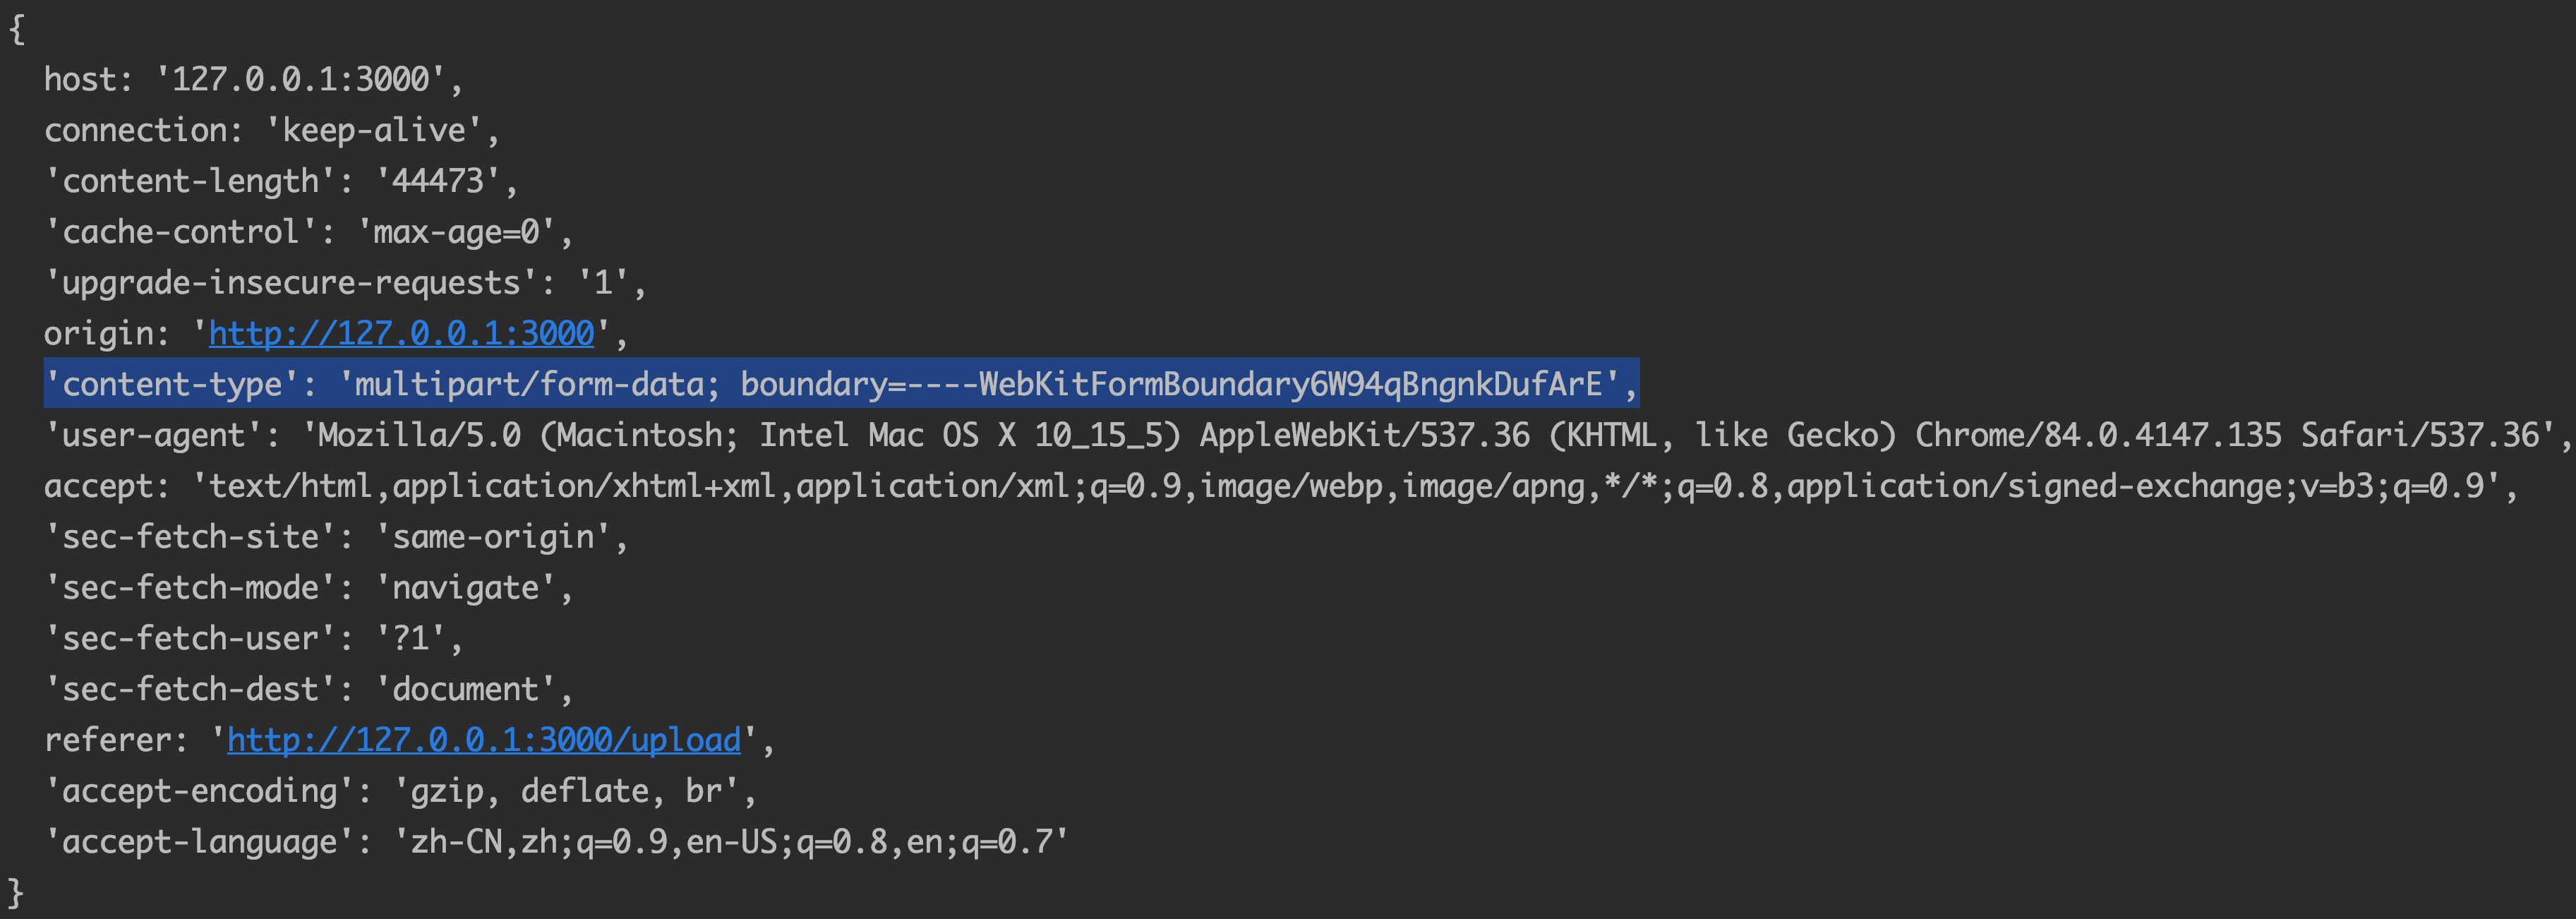 {
  host: '127.0.0.1:3000',
  connection: 'keep-alive',
  'content-length': '44473',
  'cache-control': 'max-age=0',
  'upgrade-insecure-requests': '1',
  origin: 'http://127.0.0.1:3000',
  'content-type': 'multipart/form-data; boundary=----WebKitFormBoundary6W94qBngnkDufArE',
  'user-agent': 'Mozilla/5.0 (Macintosh; Intel Mac OS X 10_15_5) AppleWebKit/537.36 (KHTML, like Gecko) Chrome/84.0.4147.135 Safari/537.36',
  accept: 'text/html,application/xhtml+xml,application/xml;q=0.9,image/webp,image/apng,*/*;q=0.8,application/signed-exchange;v=b3;q=0.9',
  'sec-fetch-site': 'same-origin',
  'sec-fetch-mode': 'navigate',
  'sec-fetch-user': '?1',
  'sec-fetch-dest': 'document',
  referer: 'http://127.0.0.1:3000/upload',
  'accept-encoding': 'gzip, deflate, br',
  'accept-language': 'zh-CN,zh;q=0.9,en-US;q=0.8,en;q=0.7'
}